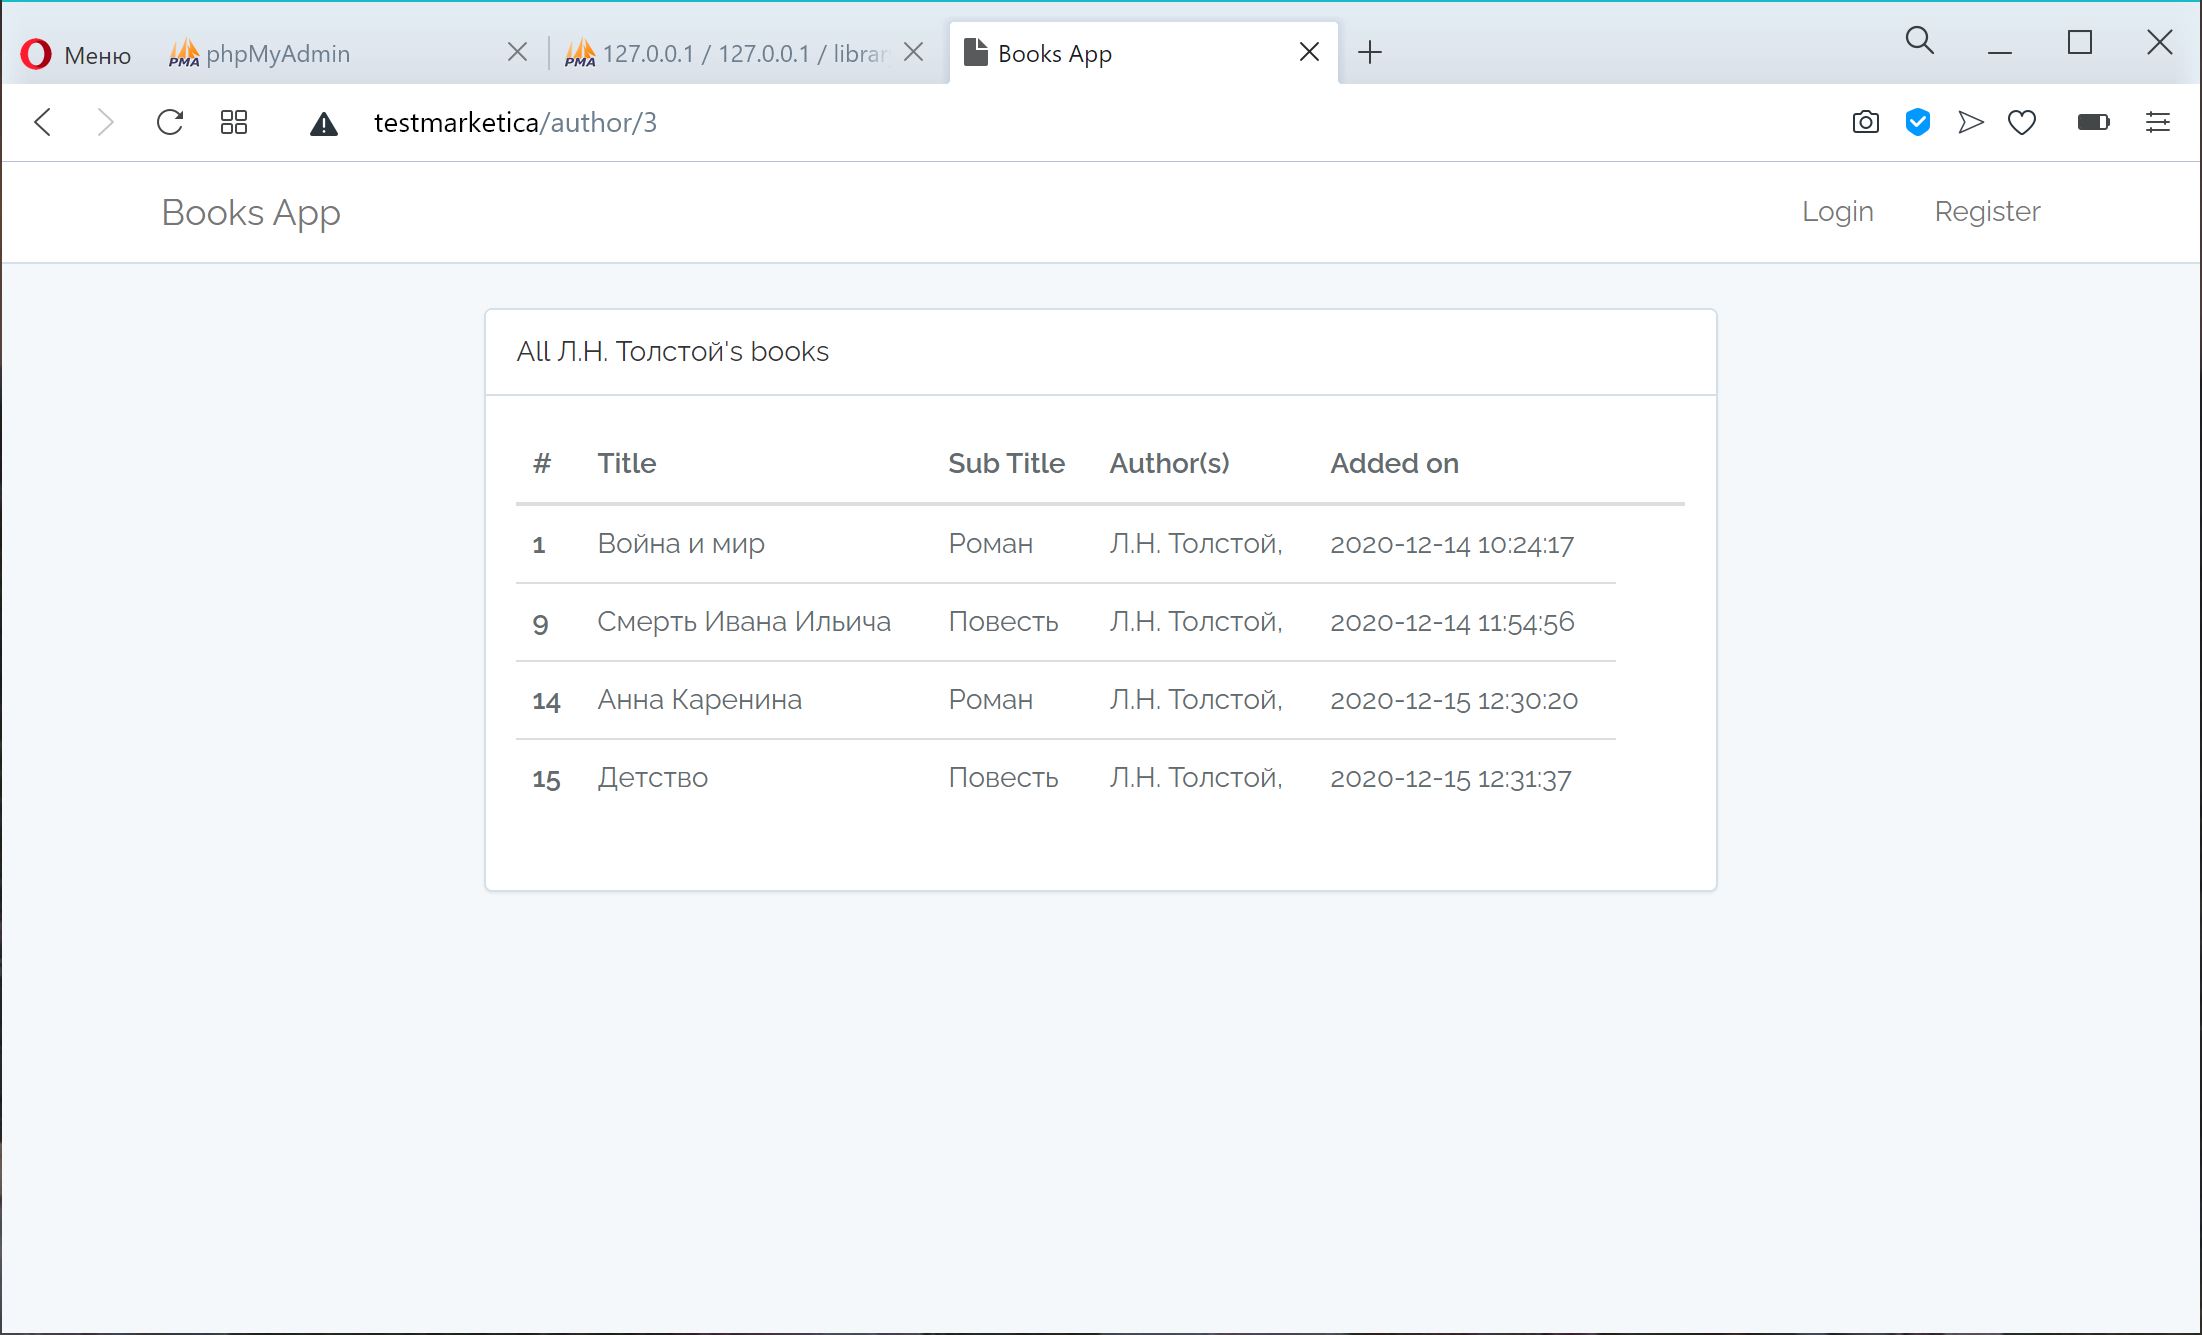 Меню
PMA phpMyAdmin
PMA 127.0.0.1 / 127.0.0.1 /
Books App
testmarketica/author/3
Books App
Login Register
All Л.Н. Толстой's books
# Title Sub Title Author(s) Added on
1 Война и мир Роман Л.Н. Толстой, 2020-12-14 10:24:17
9 Смерть Ивана Ильича Повесть Л.Н. Толстой, 2020-12-14 11:54:56
14 Анна Каренина Роман Л.Н. Толстой, 2020-12-15 12:30:20
15 Детство Повесть Л.Н. Толстой, 2020-12-15 12:31:37